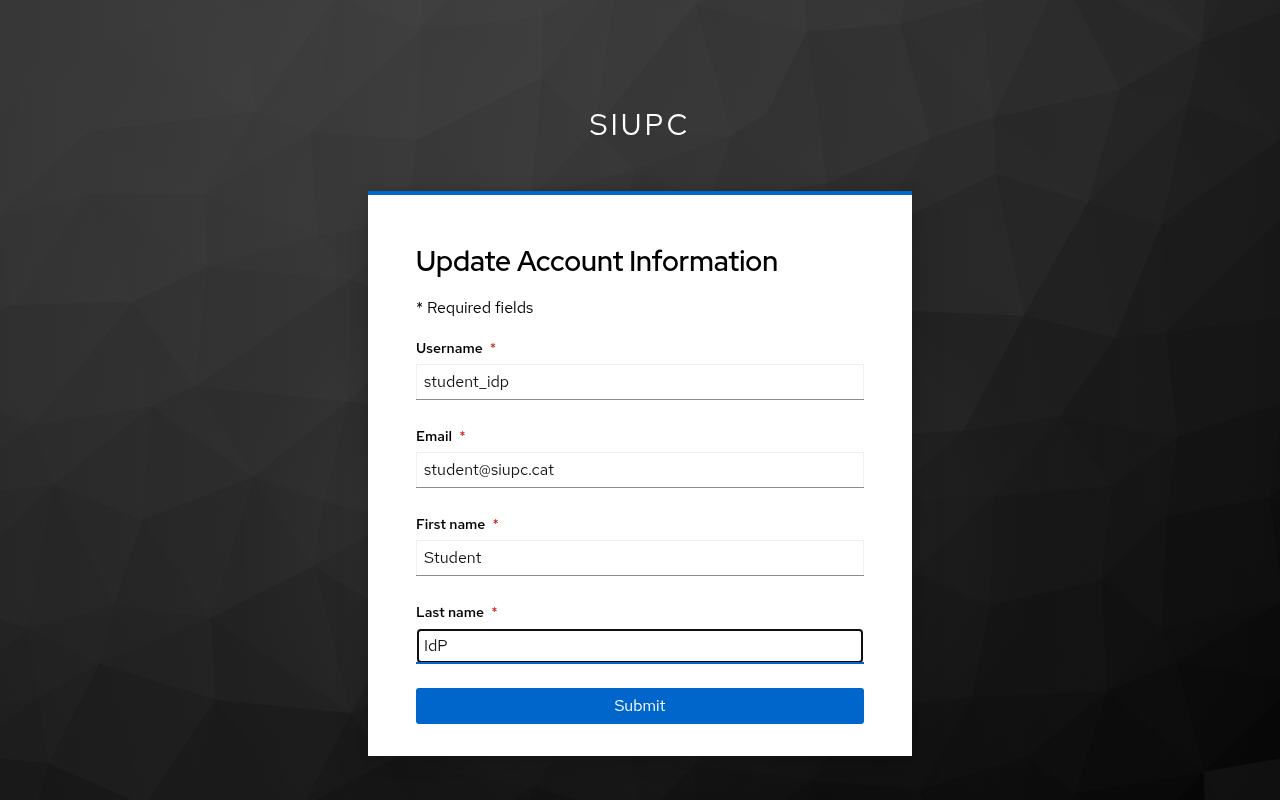 SIUPC
Update Account Information
* Required fields
Username *
student_idp
Email *
student@siupc.cat
First name *
Student
Last name *
IdP
Submit